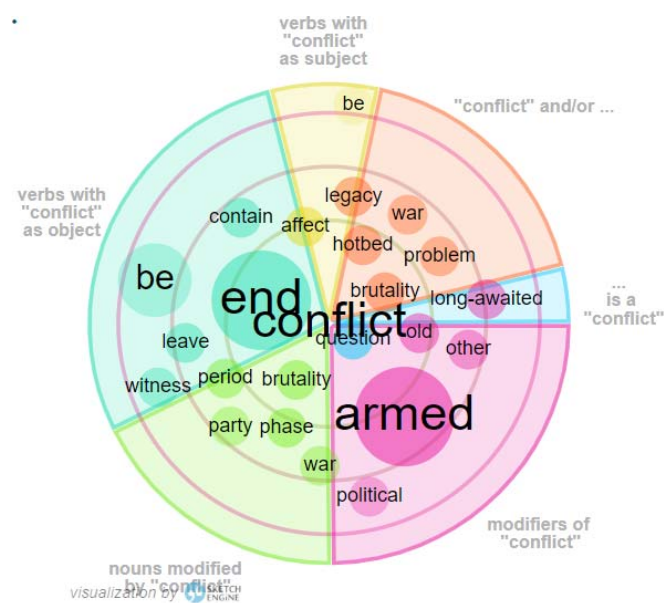 verbs with
"conflict"
as subject
be
"conflict" and/or ...
legacy
war
contain
affect
hotbed
problem
verbs with
"conflict"
as object
be
end
brutality
long-awaited
...
is a
"conflict"
conflict
question
old
other
leave
witness
period
brutality
armed
party
phase
war
political
modifiers of
"conflict"
nouns modified
by "conflict"
visualization by SKETCH
ENGINE